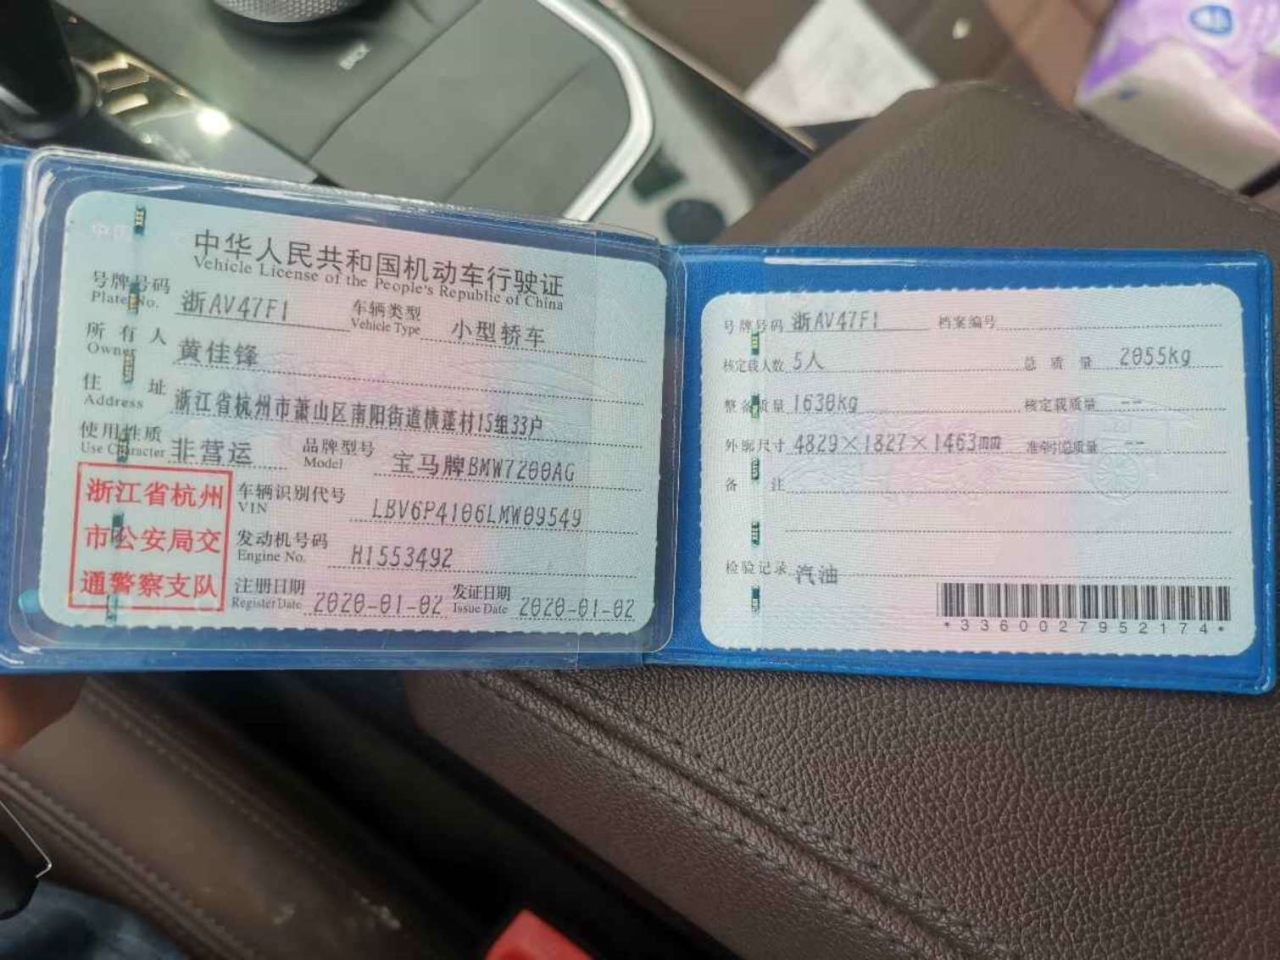 中华人民共和国机动车行驶证
Vehicle License of the People's Republic of China
号牌号码 浙AV47F1 车辆类型 小型轿车
Plate No. Vehicle Type
所有人 黄佳锋
Owner
住址 浙江省杭州市萧山区南阳街道横蓬村15组33户
Address
使用性质 非营运 品牌型号 宝马牌BMW7200AG
Use Character Model
浙江省杭州
市公安局交
通警察支队
车辆识别代号 LBV6P4106LMW09549
VIN
发动机号码 H1553492
Engine No.
注册日期 2020-01-02 发证日期 2020-01-02
Register Date Issue Date
号牌号码 浙AV47F1 档案编号
核定载人数 5人 总质量 2055kg
整备质量 1630kg 核定载质量 --
外廓尺寸 4829×1827×1463mm 准牵引总质量 --
备注
检验记录 汽油
*3360027952174*